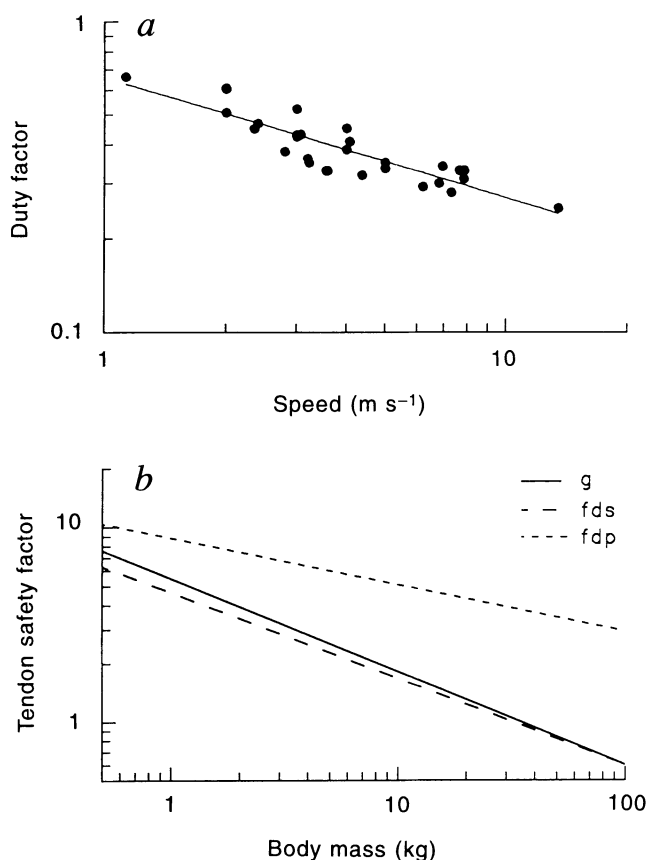 a
1
Duty factor
0.1
1
10
Speed (m s⁻¹)
b
g
fds
fdp
10
Tendon safety factor
1
1
10
100
Body mass (kg)